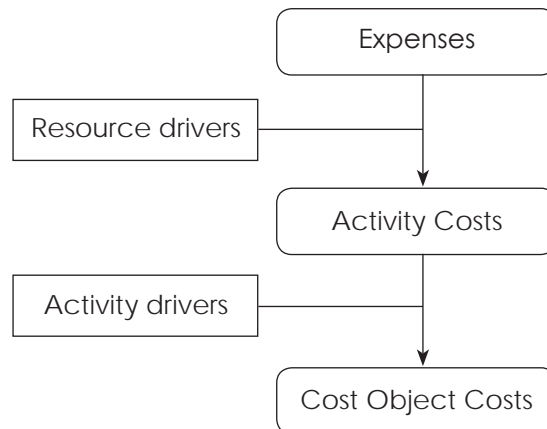 Expenses
Resource drivers
Activity Costs
Activity drivers
Cost Object Costs